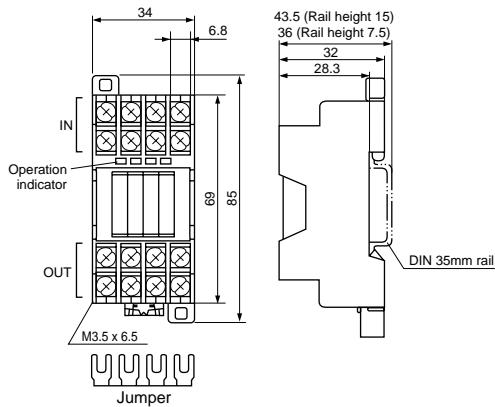 34
6.8
43.5 (Rail height 15)
36 (Rail height 7.5)
32
28.3
IN
Operation
indicator
69
85
OUT
DIN 35mm rail
M3.5 x 6.5
Jumper